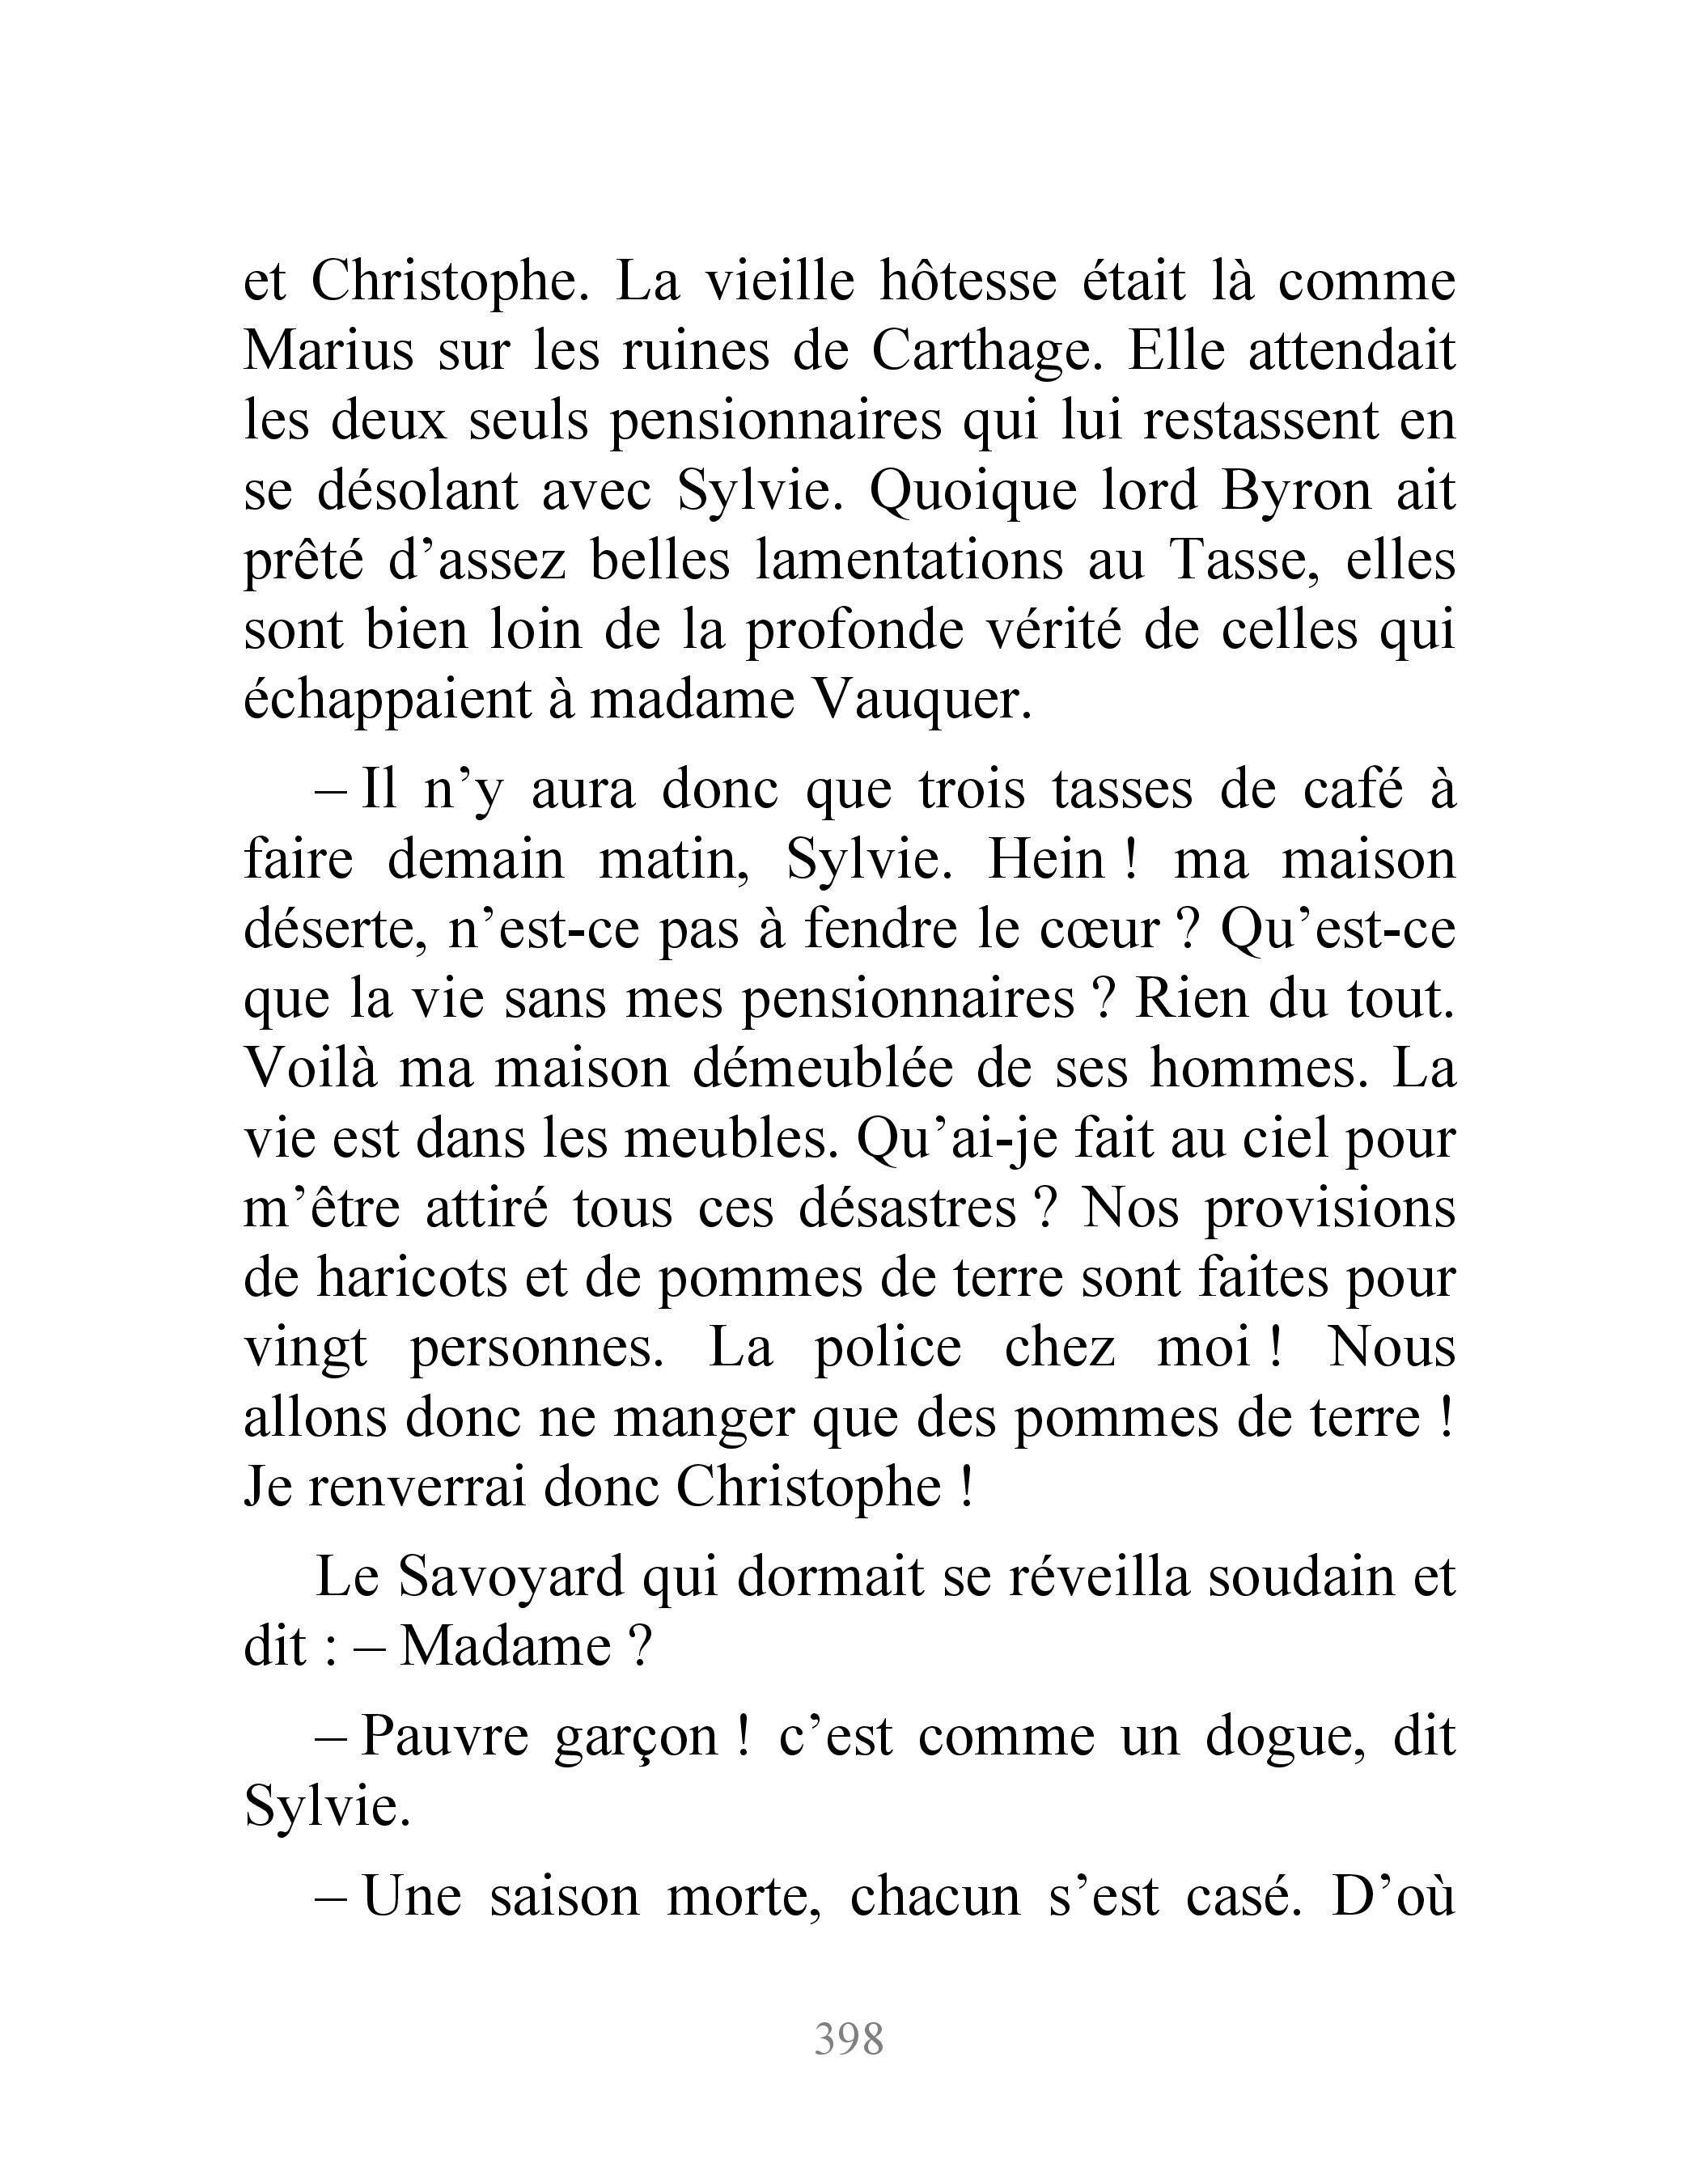 et Christophe. La vieille hôtesse était là comme
Marius sur les ruines de Carthage. Elle attendait
les deux seuls pensionnaires qui lui restassent en
se désolant avec Sylvie. Quoique lord Byron ait
prêté d’assez belles lamentations au Tasse, elles
sont bien loin de la profonde vérité de celles qui
échappaient à madame Vauquer.
– Il n’y aura donc que trois tasses de café à
faire demain matin, Sylvie. Hein ! ma maison
déserte, n’est-ce pas à fendre le cœur ? Qu’est-ce
que la vie sans mes pensionnaires ? Rien du tout.
Voilà ma maison démeublée de ses hommes. La
vie est dans les meubles. Qu’ai-je fait au ciel pour
m’être attiré tous ces désastres ? Nos provisions
de haricots et de pommes de terre sont faites pour
vingt personnes. La police chez moi ! Nous
allons donc ne manger que des pommes de terre !
Je renverrai donc Christophe !
Le Savoyard qui dormait se réveilla soudain et
dit : – Madame ?
– Pauvre garçon ! c’est comme un dogue, dit
Sylvie.
– Une saison morte, chacun s’est casé. D’où
398